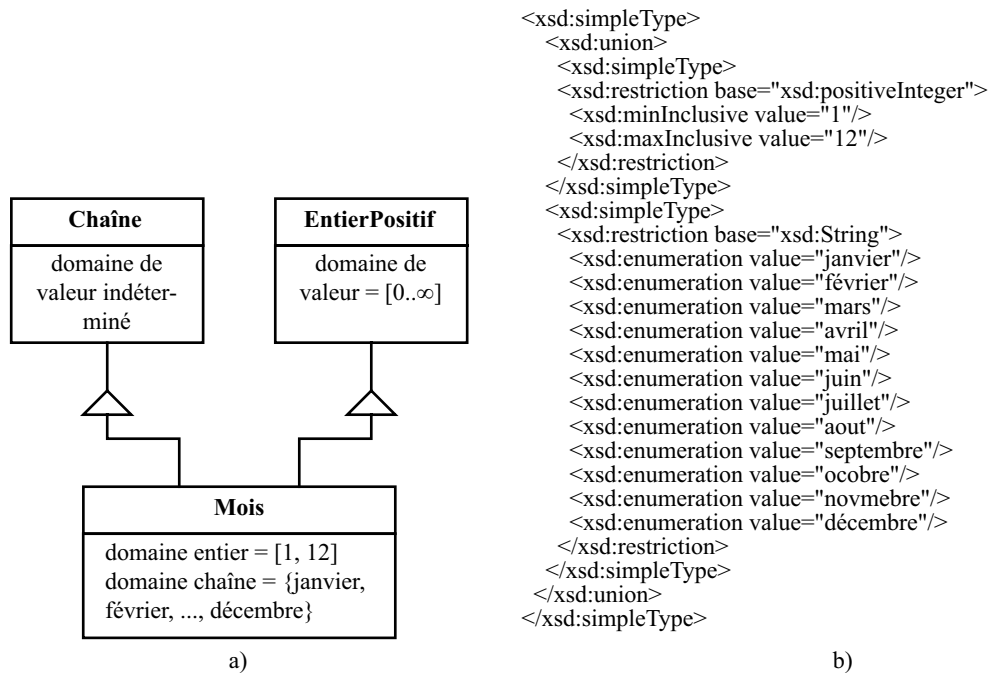 Chaîne
domaine de
valeur indéter-
miné
EntierPositif
domaine de
valeur = [0..∞]
Mois
domaine entier = [1, 12]
domaine chaîne = {janvier,
février, ..., décembre}
a)
<xsd:simpleType>
<xsd:union>
<xsd:simpleType>
<xsd:restriction base="xsd:positiveInteger">
<xsd:minInclusive value="1"/>
<xsd:maxInclusive value="12"/>
</xsd:restriction>
</xsd:simpleType>
<xsd:simpleType>
<xsd:restriction base="xsd:String">
<xsd:enumeration value="janvier"/>
<xsd:enumeration value="février"/>
<xsd:enumeration value="mars"/>
<xsd:enumeration value="avril"/>
<xsd:enumeration value="mai"/>
<xsd:enumeration value="juin"/>
<xsd:enumeration value="juillet"/>
<xsd:enumeration value="aout"/>
<xsd:enumeration value="septembre"/>
<xsd:enumeration value="ocobre"/>
<xsd:enumeration value="novmebre"/>
<xsd:enumeration value="décembre"/>
</xsd:restriction>
</xsd:simpleType>
</xsd:union>
</xsd:simpleType>
b)